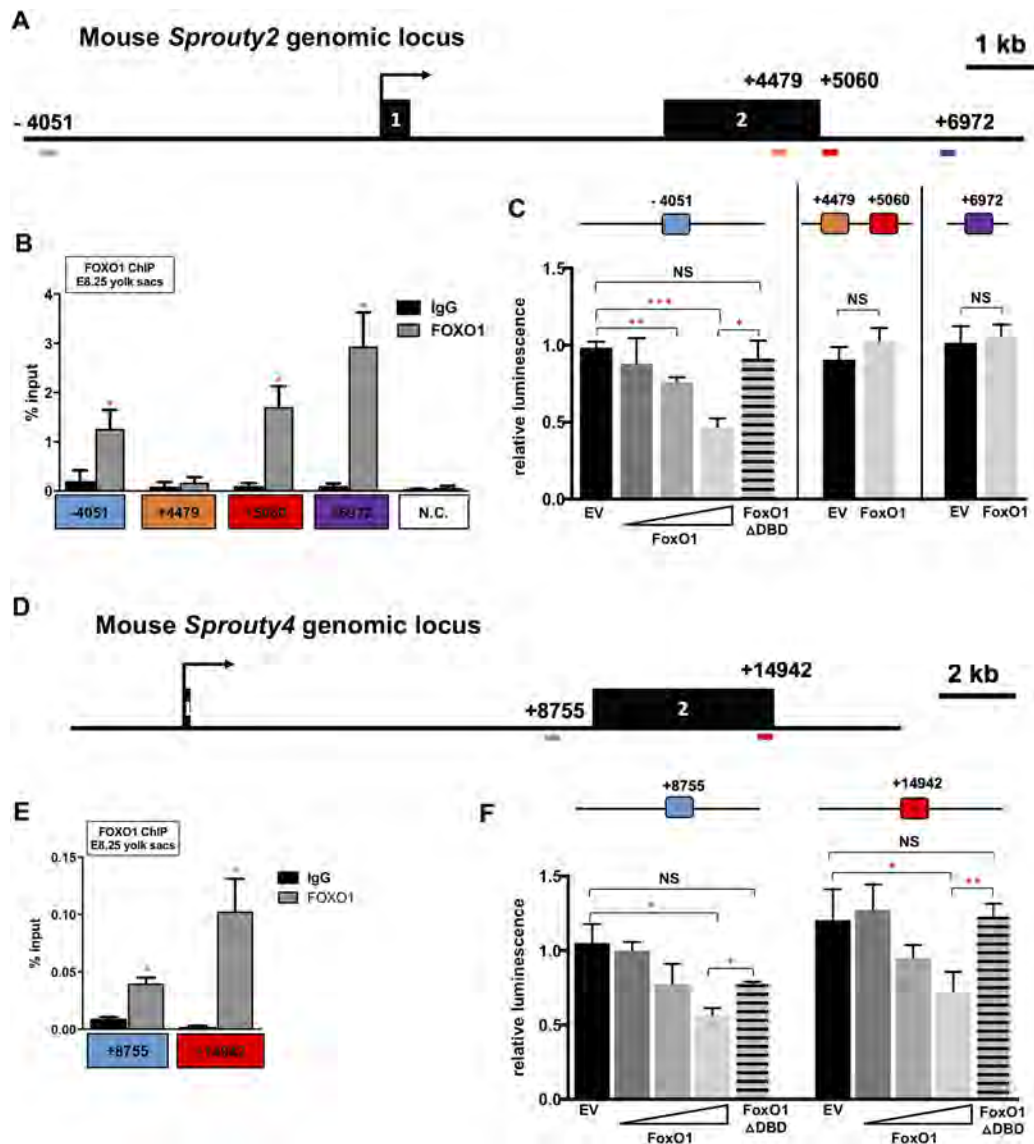 A
Mouse Sprouty2 genomic locus
1 kb
+4479
+5060
- 4051
1
2
+6972
B
FOXO1 ChIP
E8.25 yolk sacs
IgG
FOXO1
% input
4
3
2
1
0
*
*
*
-4051
+4479
+5060
+6972
N.C.
C
- 4051
+4479
+5060
+6972
relative luminescence
1.5
1.0
0.5
0.0
NS
***
**
*
NS
NS
EV
FoxO1
FoxO1
ΔDBD
EV
FoxO1
EV
FoxO1
D
Mouse Sprouty4 genomic locus
2 kb
+14942
+8755
2
E
FOXO1 ChIP
E8.25 yolk sacs
IgG
FOXO1
% input
0.15
0.10
0.05
0.00
*
*
+8755
+14942
F
+8755
+14942
relative luminescence
1.5
1.0
0.5
0.0
NS
*
*
NS
*
**
EV
FoxO1
FoxO1
ΔDBD
EV
FoxO1
FoxO1
ΔDBD